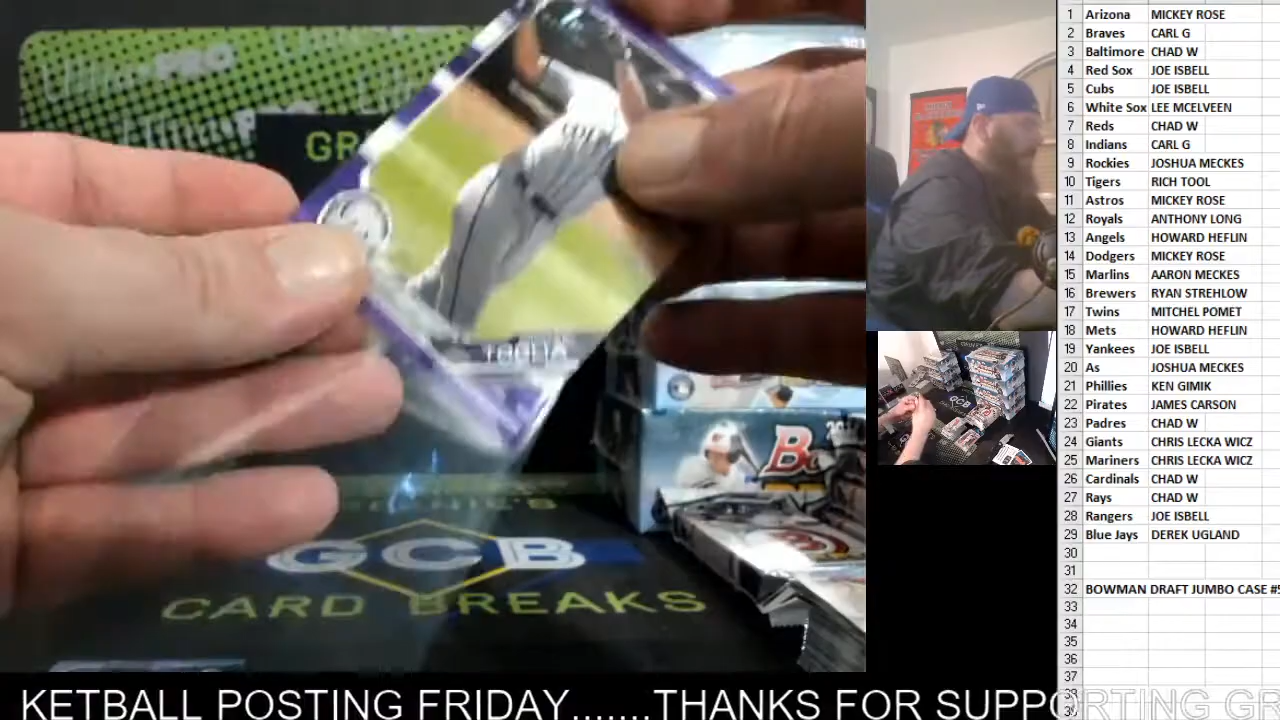 Ultra·PRO
GR
TOGLIA
B
GCB
CARD BREAKS
1 Arizona MICKEY ROSE
2 Braves CARL G
3 Baltimore CHAD W
4 Red Sox JOE ISBELL
5 Cubs JOE ISBELL
6 White Sox LEE MCELVEEN
7 Reds CHAD W
8 Indians CARL G
9 Rockies JOSHUA MECKES
10 Tigers RICH TOOL
11 Astros MICKEY ROSE
12 Royals ANTHONY LONG
13 Angels HOWARD HEFLIN
14 Dodgers MICKEY ROSE
15 Marlins AARON MECKES
16 Brewers RYAN STREHLOW
17 Twins MITCHEL POMET
18 Mets HOWARD HEFLIN
19 Yankees JOE ISBELL
20 As JOSHUA MECKES
21 Phillies KEN GIMIK
22 Pirates JAMES CARSON
23 Padres CHAD W
24 Giants CHRIS LECKA WICZ
25 Mariners CHRIS LECKA WICZ
26 Cardinals CHAD W
27 Rays CHAD W
28 Rangers JOE ISBELL
29 Blue Jays DEREK UGLAND
30
31
32 BOWMAN DRAFT JUMBO CASE #5
33
34
35
36
37
38
KETBALL POSTING FRIDAY.......THANKS FOR SUPPORTING GR